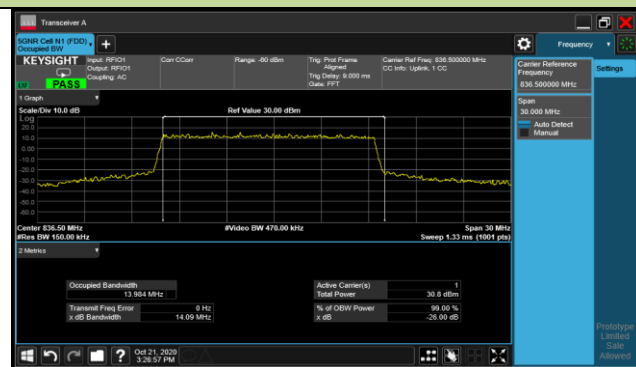 Transceiver A
5GNR Cell N1 (FDD)
Occupied BW
Frequency
KEYSIGHT
Input: RFIO1
Output: RFIO1
Coupling: AC
Corr CCorr
Range: -60 dBm
Trig: Prot Frame
Aligned
Trig Delay: 9.000 ms
Gate: FFT
Carrier Ref Freq: 836.500000 MHz
CC Info: Uplink, 1 CC
PASS
Carrier Reference
Frequency
836.500000 MHz
Settings
Span
30.000 MHz
Auto Detect
Manual
1 Graph
Scale/Div 10.0 dB
Ref Value 30.00 dBm
Log
20.0
10.0
0.00
-10.0
-20.0
-30.0
-40.0
-50.0
-60.0
Center 836.50 MHz
#Video BW 470.00 kHz
Span 30 MHz
#Res BW 150.00 kHz
Sweep 1.33 ms (1001 pts)
2 Metrics
Occupied Bandwidth
13.984 MHz
Active Carrier(s)
1
Total Power
30.8 dBm
Transmit Freq Error
0 Hz
x dB Bandwidth
14.09 MHz
% of OBW Power
99.00 %
x dB
-26.00 dB
Prototype
Limited
Sale
Allowed
Oct 21, 2020
3:26:57 PM